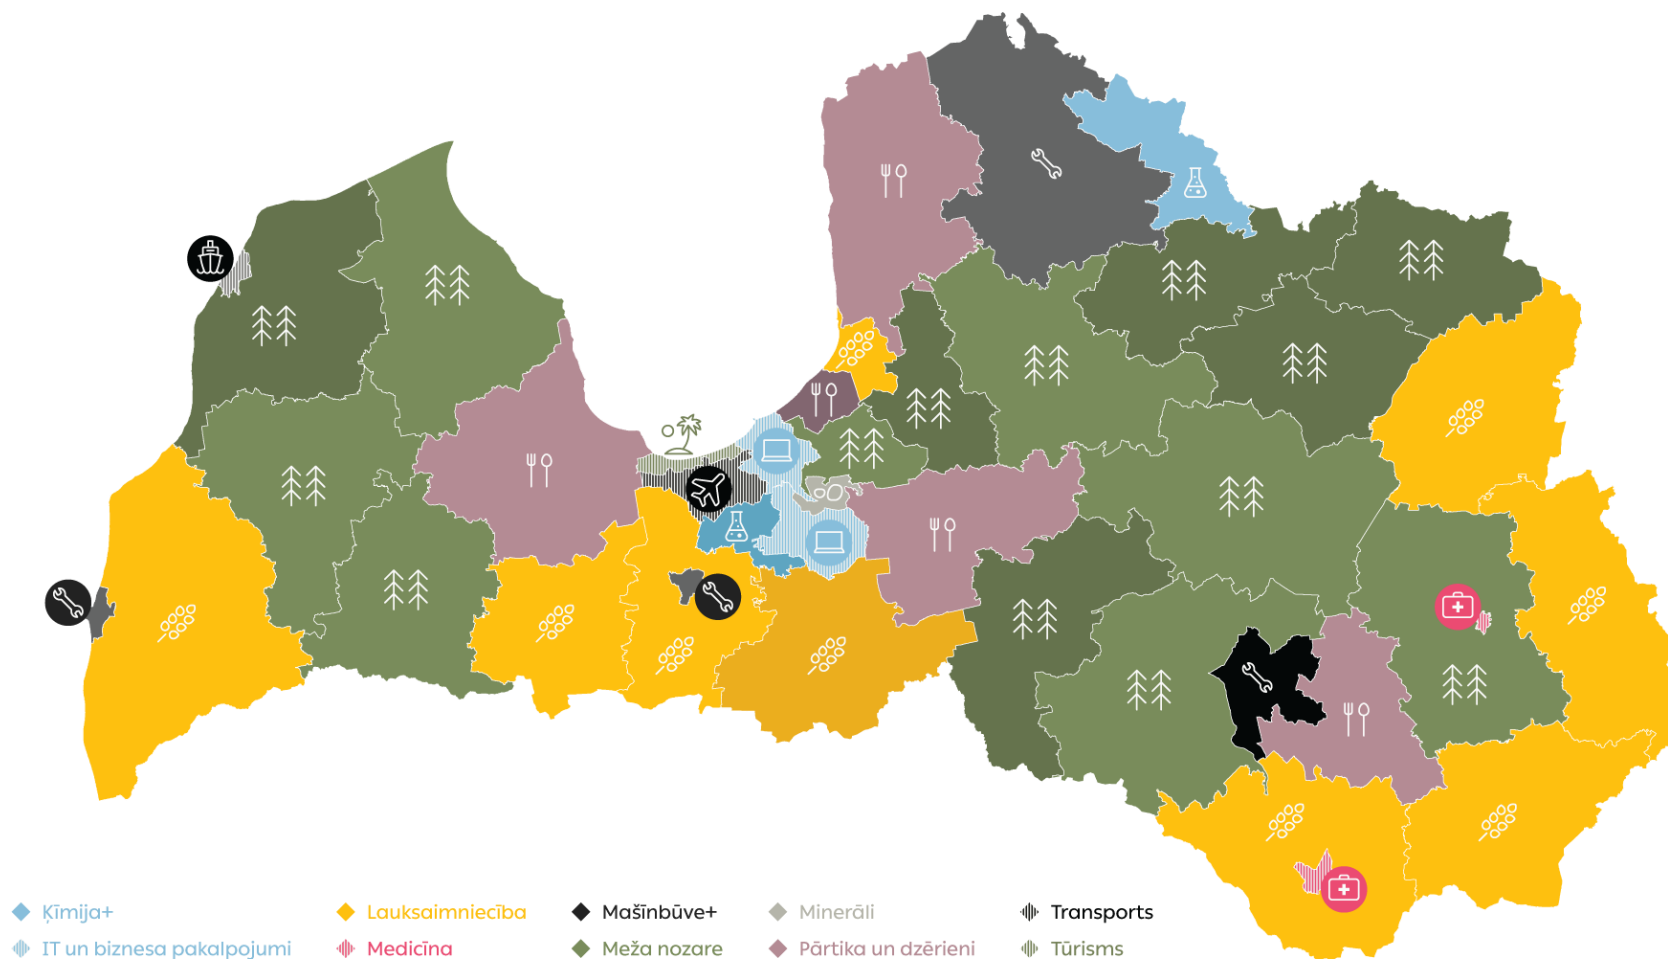 Ķīmija+ Lauksaimniecība Mašīnbūve+ Minerāli Transports
IT un biznesa pakalpojumi Medicīna Meža nozare Pārtika un dzērieni Tūrisms